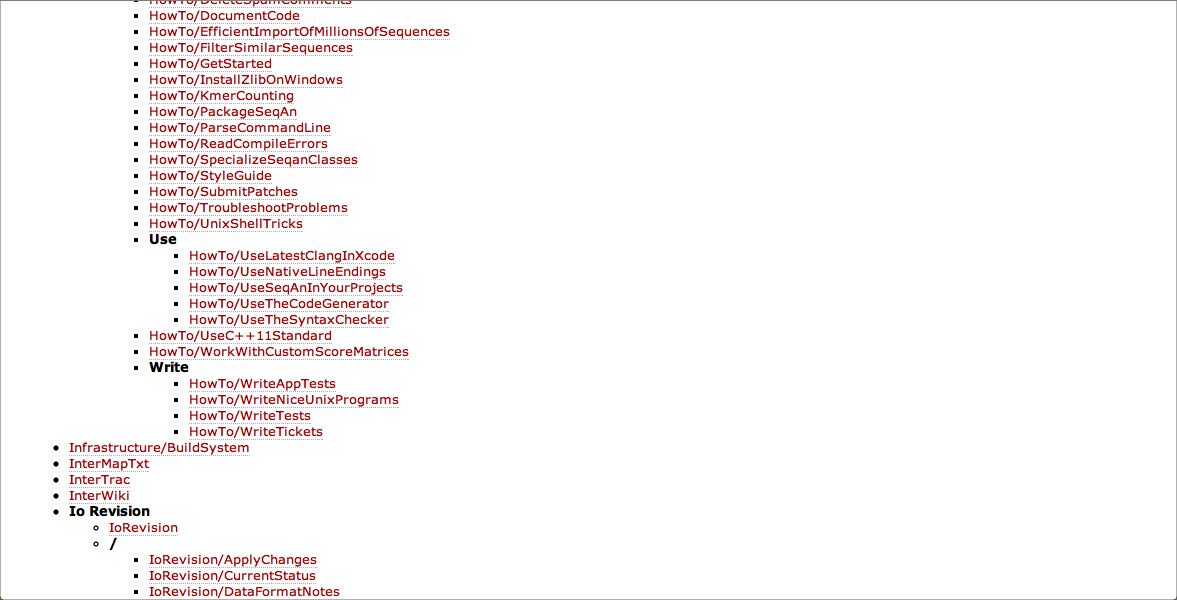 HowTo/DeleteSpamComments
HowTo/DocumentCode
HowTo/EfficientImportOfMillionsOfSequences
HowTo/FilterSimilarSequences
HowTo/GetStarted
HowTo/InstallZlibOnWindows
HowTo/KmerCounting
HowTo/PackageSeqAn
HowTo/ParseCommandLine
HowTo/ReadCompileErrors
HowTo/SpecializeSeqanClasses
HowTo/StyleGuide
HowTo/SubmitPatches
HowTo/TroubleshootProblems
HowTo/UnixShellTricks
Use
HowTo/UseLatestClangInXcode
HowTo/UseNativeLineEndings
HowTo/UseSeqAnInYourProjects
HowTo/UseTheCodeGenerator
HowTo/UseTheSyntaxChecker
HowTo/UseC++11Standard
HowTo/WorkWithCustomScoreMatrices
Write
HowTo/WriteAppTests
HowTo/WriteNiceUnixPrograms
HowTo/WriteTests
HowTo/WriteTickets
Infrastructure/BuildSystem
InterMapTxt
InterTrac
InterWiki
Io Revision
IoRevision
/
IoRevision/ApplyChanges
IoRevision/CurrentStatus
IoRevision/DataFormatNotes